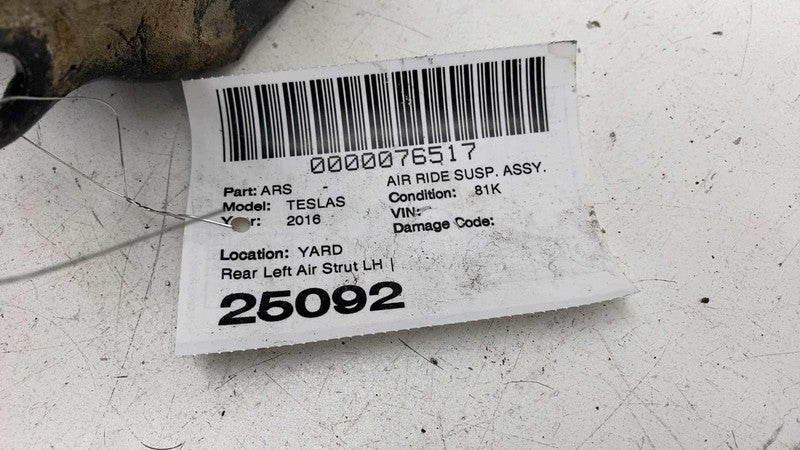 0000076517
Part: ARS - AIR RIDE SUSP. ASSY.
Model: TESLAS Condition: 81K
Year: 2016 VIN:
Damage Code:
Location: YARD
Rear Left Air Strut LH |
25092